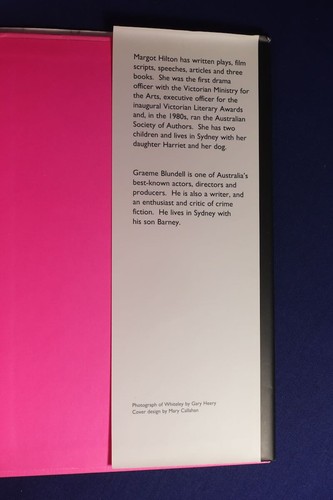 Margot Hilton has written plays, film
scripts, speeches, articles and three
books. She was the first drama
officer with the Victorian Ministry for
the Arts, executive officer for the
inaugural Victorian Literary Awards
and, in the 1980s, ran the Australian
Society of Authors. She has two
children and lives in Sydney with her
daughter Harriet and her dog.
Graeme Blundell is one of Australia's
best-known actors, directors and
producers. He is also a writer, and
an enthusiast and critic of crime
fiction. He lives in Sydney with
his son Barney.
Photograph of Whiteley by Gary Heery
Cover design by Mary Callahan